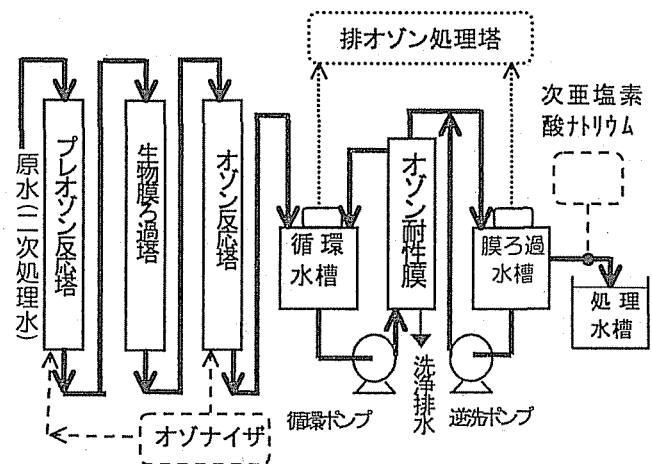 排オゾン処理塔
次亜塩素
酸ナトリウム
原水(二次処理水)
プレオゾン反応塔
生物膜ろ過塔
オゾン反応塔
循環
水槽
オゾン耐性膜
膜ろ過
水槽
処理
水槽
オゾナイザ
循環ポンプ
洗浄排水
逆先ポンプ